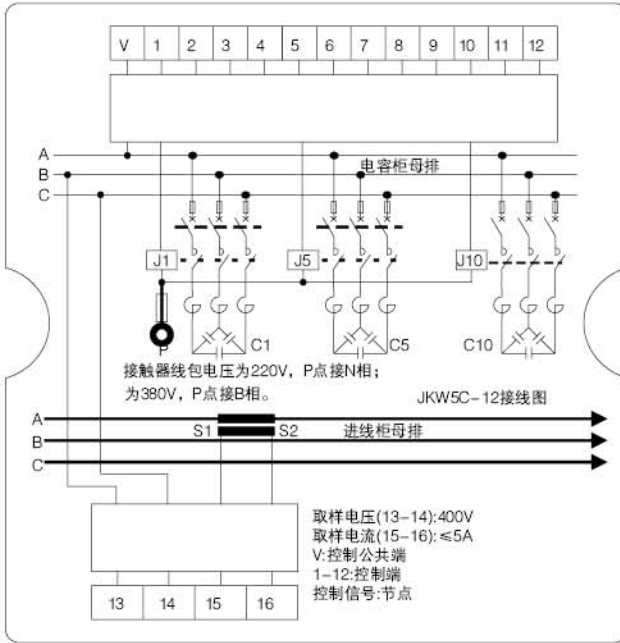 V 1 2 3 4 5 6 7 8 9 10 11 12
A
B
电容柜母排
C
J1 J5 J10
P
C1 C5 C10
接触器线包电压为220V，P点接N相；
为380V，P点接B相。
JKW5C-12接线图
A
S1 S2 进线柜母排
B
C
取样电压(13-14):400V
取样电流(15-16):≤5A
V:控制公共端
1-12:控制端
控制信号:节点
13 14 15 16